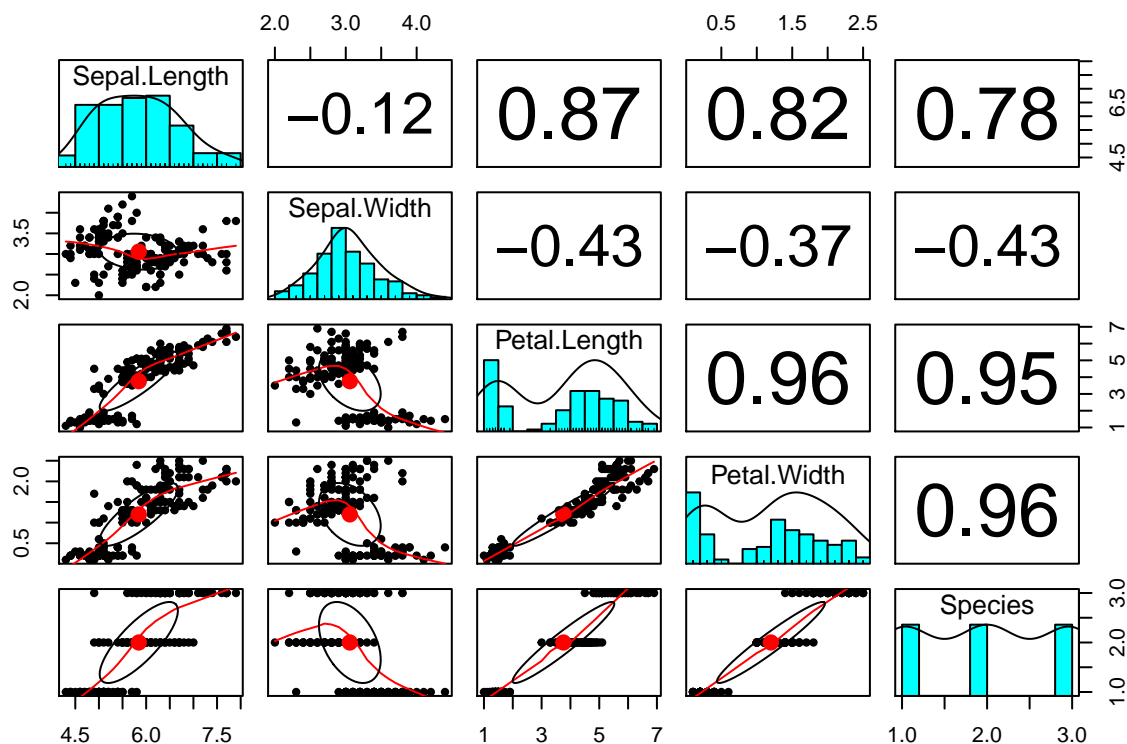 2.0 3.0 4.0
0.5 1.5 2.5
Sepal.Length
−0.12
0.87
0.82
0.78
4.5 6.5
Sepal.Width
−0.43
−0.37
−0.43
2.0 3.5
Petal.Length
0.96
0.95
1 3 5 7
Petal.Width
0.96
0.5 2.0
Species
1.0 2.0 3.0
4.5 6.0 7.5
1 3 5 7
1.0 2.0 3.0